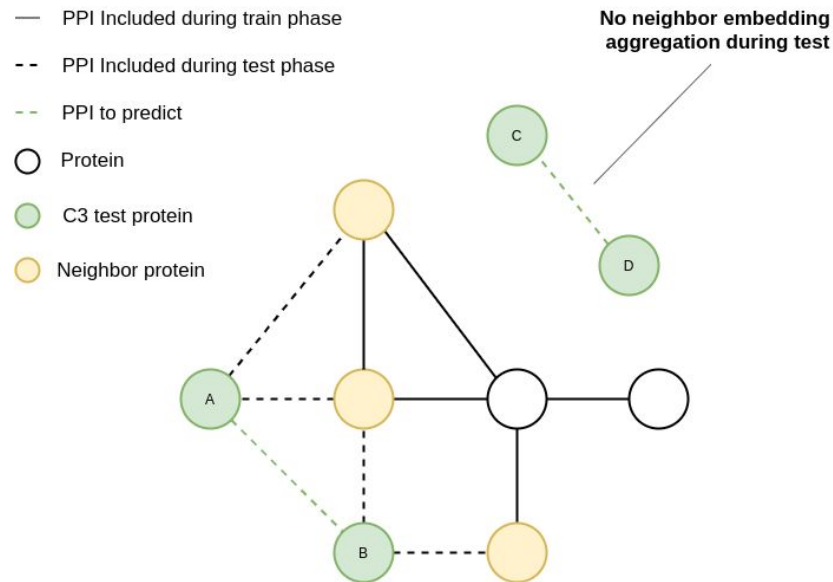 PPI Included during train phase
PPI Included during test phase
PPI to predict
Protein
C3 test protein
Neighbor protein
No neighbor embedding
aggregation during test
C
D
A
B